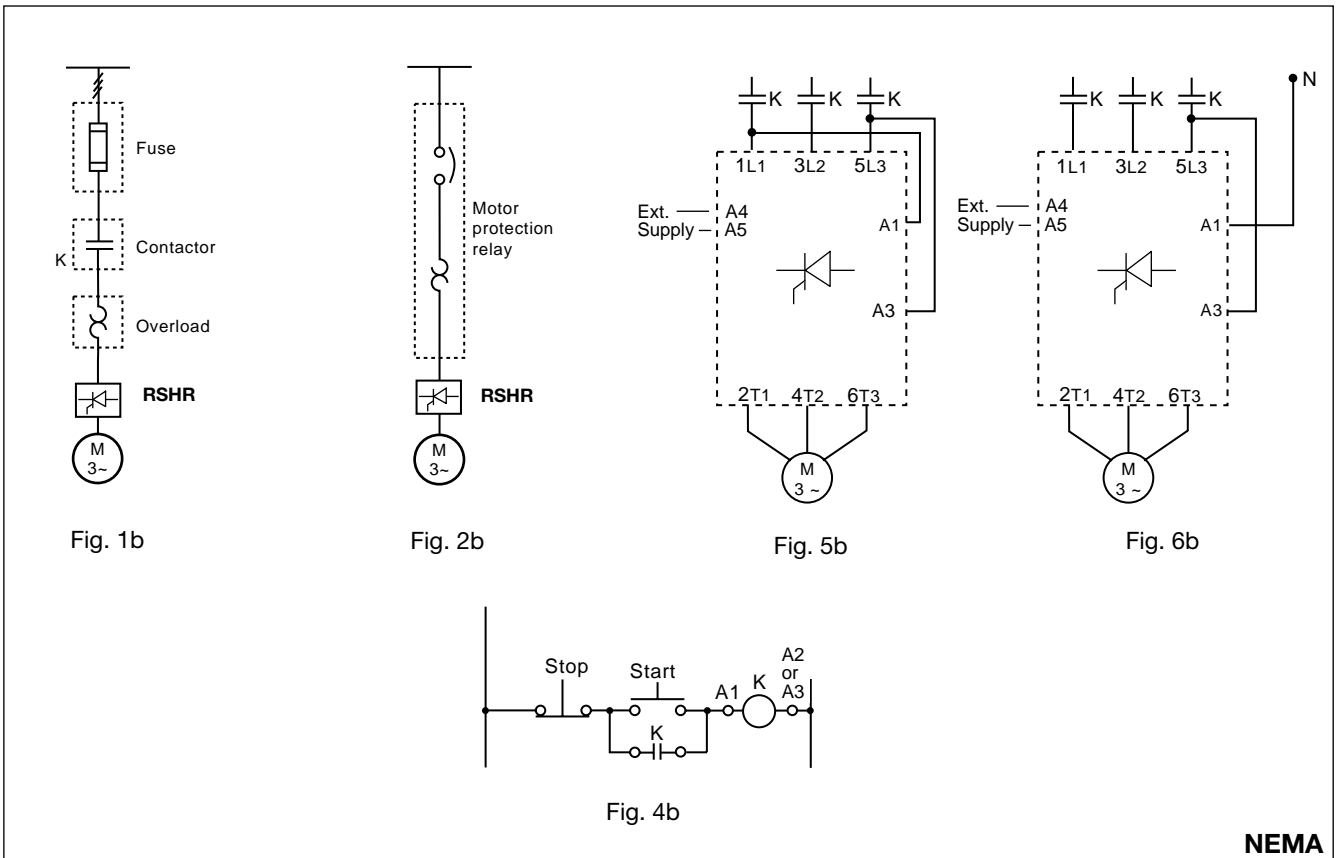 Fuse
K
Contactor
Overload
RSHR
M
3~
Fig. 1b
Motor
protection
relay
RSHR
M
3~
Fig. 2b
K K K
1L1 3L2 5L3
Ext. A4
Supply A5
A1
A3
2T1 4T2 6T3
M
3 ~
Fig. 5b
K K K
N
1L1 3L2 5L3
Ext. A4
Supply A5
A1
A3
2T1 4T2 6T3
M
3 ~
Fig. 6b
Stop Start A1 K A2
or
A3
K
Fig. 4b
NEMA